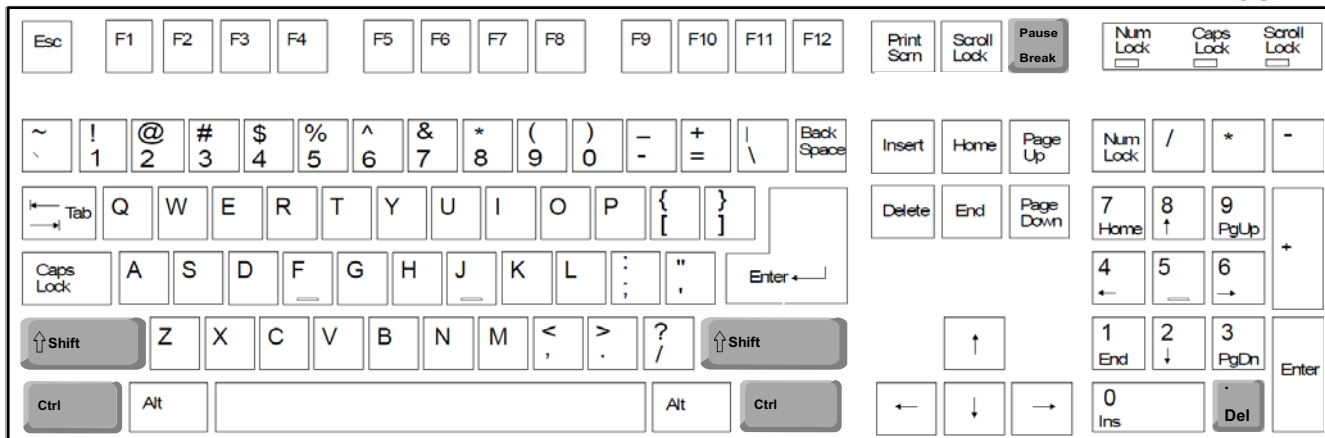 Esc F1 F2 F3 F4 F5 F6 F7 F8 F9 F10 F11 F12 Print Scrn Scroll Lock Pause Break Num Lock Caps Lock Scroll Lock
~ ` ! 1 @ 2 # 3 $ 4 % 5 ^ 6 & 7 * 8 ( 9 ) 0 _ - + = | \ Back Space Insert Home Page Up Num Lock / * -
Tab Q W E R T Y U I O P { [ } ] Delete End Page Down 7 Home 8 ↑ 9 PgUp +
Caps Lock A S D F G H J K L : ; " ' Enter 4 ← 5 6 →
⇧ Shift Z X C V B N M < , > . ? / ⇧ Shift ↑ 1 End 2 ↓ 3 PgDn Enter
Ctrl Alt Alt Ctrl ← ↓ → 0 Ins . Del